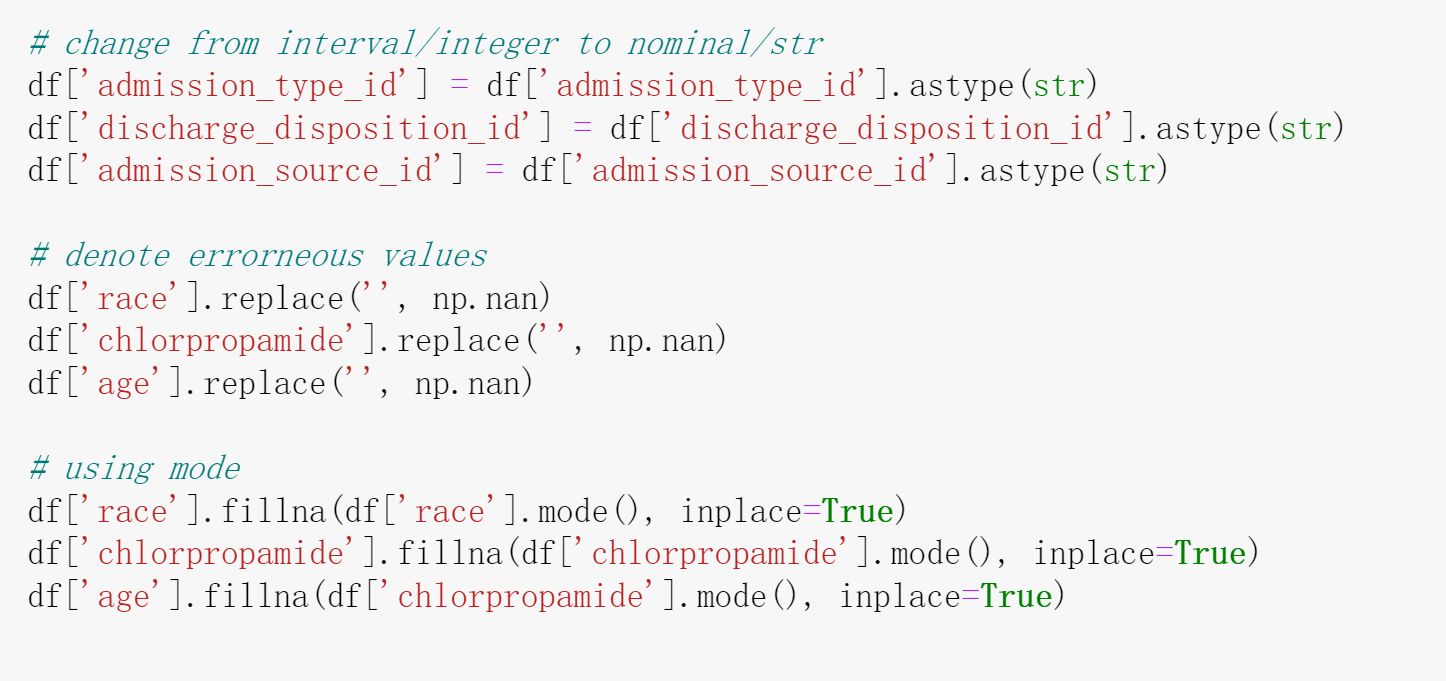 # change from interval/integer to nominal/str
df['admission_type_id'] = df['admission_type_id'].astype(str)
df['discharge_disposition_id'] = df['discharge_disposition_id'].astype(str)
df['admission_source_id'] = df['admission_source_id'].astype(str)
# denote errorneous values
df['race'].replace('', np.nan)
df['chlorpropamide'].replace('', np.nan)
df['age'].replace('', np.nan)
# using mode
df['race'].fillna(df['race'].mode(), inplace=True)
df['chlorpropamide'].fillna(df['chlorpropamide'].mode(), inplace=True)
df['age'].fillna(df['chlorpropamide'].mode(), inplace=True)